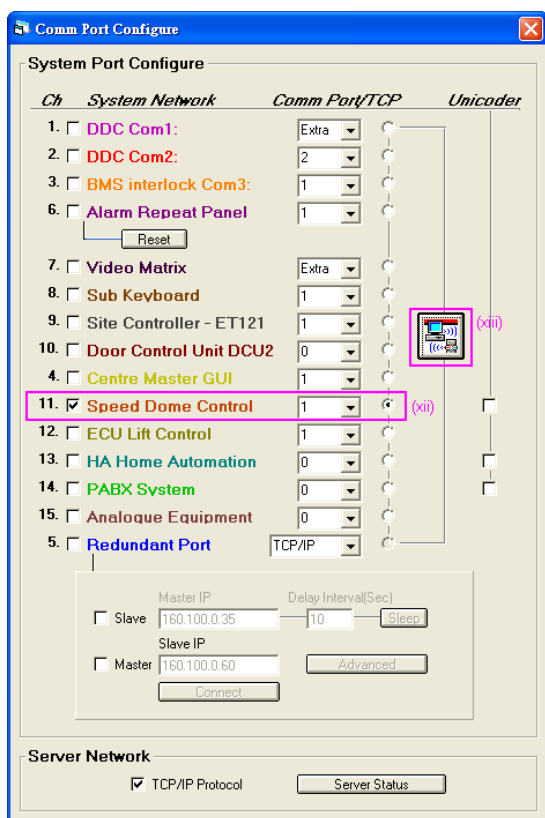 Comm Port Configure
System Port Configure
Ch System Network Comm Port/TCP Unicoder
1. DDC Com1: Extra
2. DDC Com2: 2
3. BMS interlock Com3: 1
6. Alarm Repeat Panel 1
Reset
7. Video Matrix Extra
8. Sub Keyboard 1
9. Site Controller - ET121 1 (xiii)
10. Door Control Unit DCU2 0
4. Centre Master GUI 1
11. Speed Dome Control 1 (xii)
12. ECU Lift Control 1
13. HA Home Automation 0
14. PABX System 0
15. Analogue Equipment 0
5. Redundant Port TCP/IP
Master IP Delay Interval(Sec)
Slave 160.100.0.35 10 Sleep
Slave IP
Master 160.100.0.60 Advanced
Connect
Server Network
TCP/IP Protocol Server Status